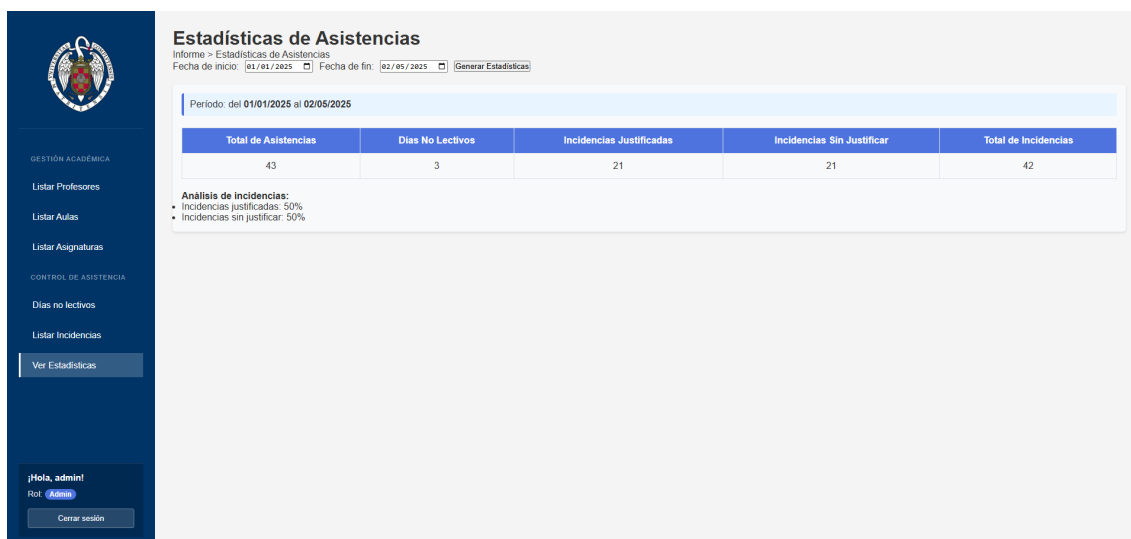 GESTIÓN ACADÉMICA
Listar Profesores
Listar Aulas
Listar Asignaturas
CONTROL DE ASISTENCIA
Días no lectivos
Listar Incidencias
Ver Estadísticas
¡Hola, admin!
Rol: Admin
Cerrar sesión
Estadísticas de Asistencias
Informe > Estadísticas de Asistencias
Fecha de inicio: 01/01/2025 Fecha de fin: 02/05/2025 Generar Estadísticas
Período: del 01/01/2025 al 02/05/2025
Total de Asistencias Días No Lectivos Incidencias Justificadas Incidencias Sin Justificar Total de Incidencias
43 3 21 21 42
Análisis de incidencias:
• Incidencias justificadas: 50%
• Incidencias sin justificar: 50%